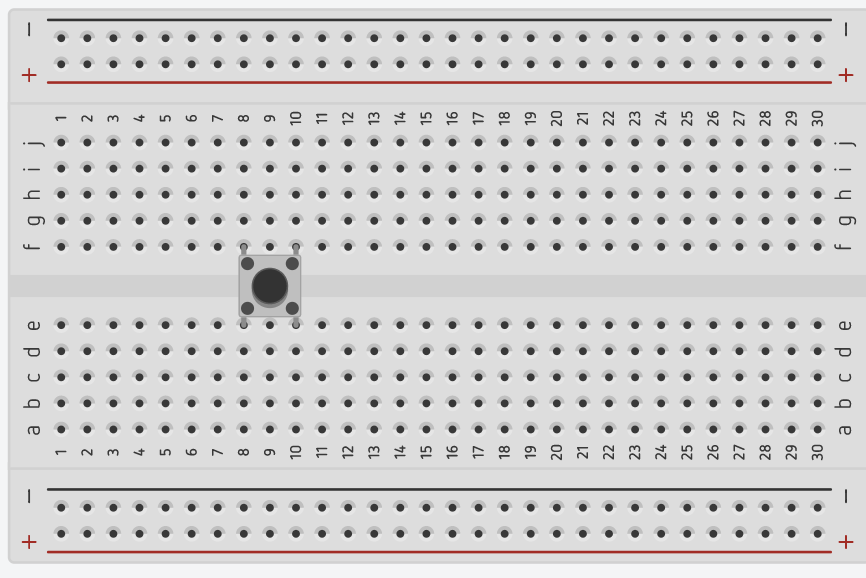 − −
+ +
1 2 3 4 5 6 7 8 9 10 11 12 13 14 15 16 17 18 19 20 21 22 23 24 25 26 27 28 29 30
j j
i i
h h
g g
f f
e e
d d
c c
b b
a a
1 2 3 4 5 6 7 8 9 10 11 12 13 14 15 16 17 18 19 20 21 22 23 24 25 26 27 28 29 30
− −
+ +